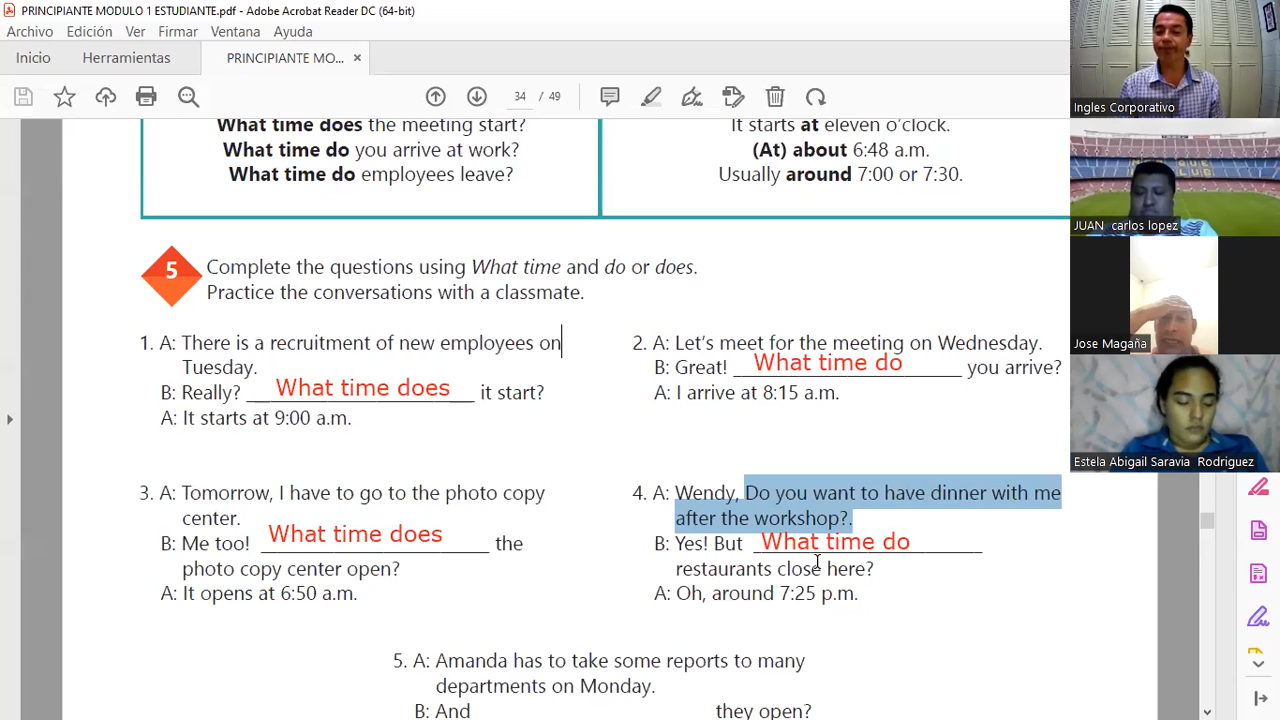 PRINCIPIANTE MODULO 1 ESTUDIANTE.pdf - Adobe Acrobat Reader DC (64-bit)
Archivo Edición Ver Firmar Ventana Ayuda
Inicio Herramientas PRINCIPIANTE MO... ×
34 / 49
What time does the meeting start?
What time do you arrive at work?
What time do employees leave?
It starts at eleven o'clock.
(At) about 6:48 a.m.
Usually around 7:00 or 7:30.
5
Complete the questions using What time and do or does.
Practice the conversations with a classmate.
1. A: There is a recruitment of new employees on
Tuesday.
B: Really? What time does it start?
A: It starts at 9:00 a.m.
2. A: Let's meet for the meeting on Wednesday.
B: Great! What time do you arrive?
A: I arrive at 8:15 a.m.
3. A: Tomorrow, I have to go to the photo copy
center.
B: Me too! What time does the
photo copy center open?
A: It opens at 6:50 a.m.
4. A: Wendy, Do you want to have dinner with me
after the workshop?.
B: Yes! But What time do
restaurants close here?
A: Oh, around 7:25 p.m.
5. A: Amanda has to take some reports to many
departments on Monday.
B: And ____________________ they open?
Ingles Corporativo
JUAN carlos lopez
Jose Magaña
Estela Abigail Saravia Rodriguez